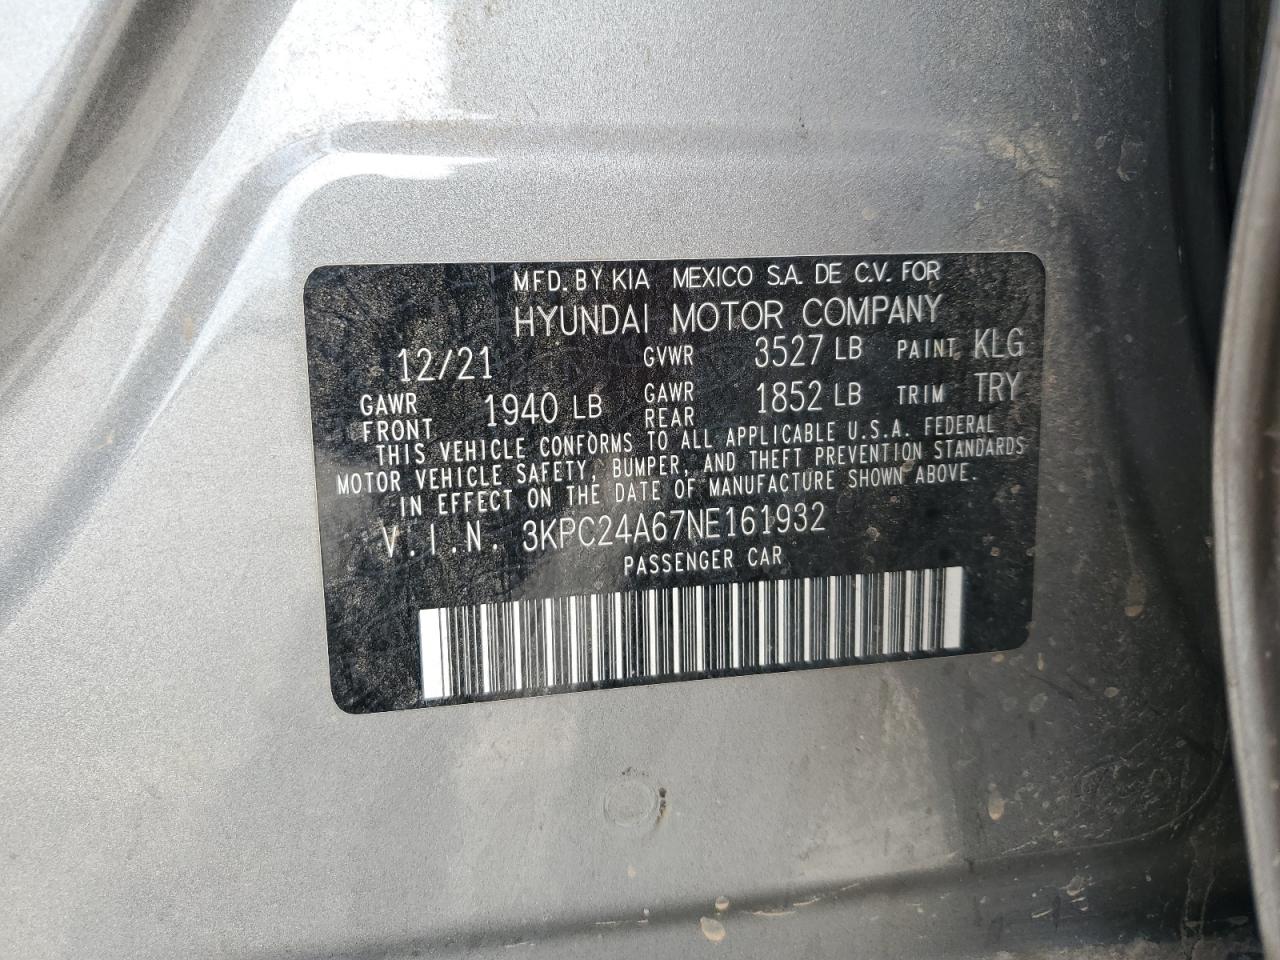 MFD. BY KIA MEXICO S.A. DE C.V. FOR
HYUNDAI MOTOR COMPANY
12/21 GVWR 3527 LB PAINT KLG
GAWR FRONT 1940 LB GAWR REAR 1852 LB TRIM TRY
THIS VEHICLE CONFORMS TO ALL APPLICABLE U.S.A. FEDERAL
MOTOR VEHICLE SAFETY, BUMPER, AND THEFT PREVENTION STANDARDS
IN EFFECT ON THE DATE OF MANUFACTURE SHOWN ABOVE.
V.I.N. 3KPC24A67NE161932
PASSENGER CAR